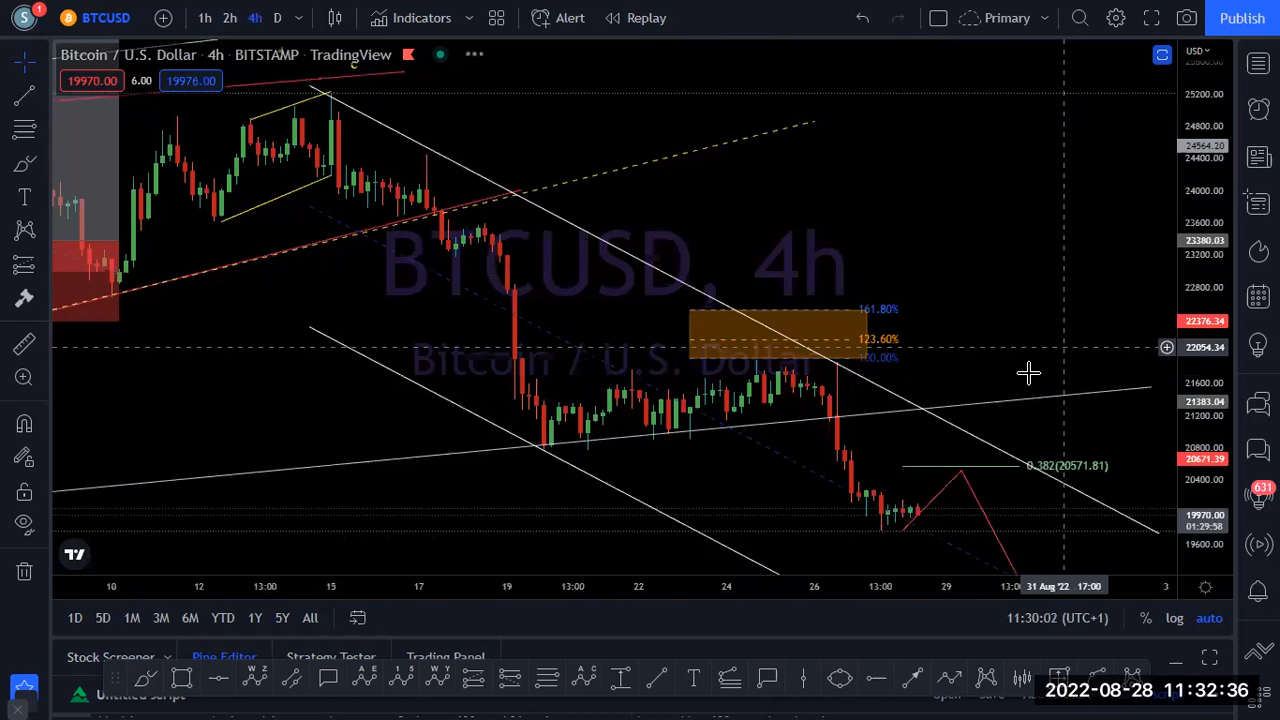 S 1 BTCUSD 1h 2h 4h D Indicators Alert Replay Primary Publish
Bitcoin / U.S. Dollar · 4h · BITSTAMP · TradingView
19970.00 6.00 19976.00
USD
25200.00
24800.00
24564.20
24400.00
24000.00
23600.00
23380.03
23200.00
22800.00
22376.34
22054.34
21600.00
21383.04
21200.00
20800.00
20671.39
20400.00
19970.00
01:29:58
19600.00
BTCUSD, 4h
Bitcoin / U.S. Dollar
161.80%
123.60%
100.00%
0.382(20571.81)
631
10 12 13:00 15 17 19 13:00 22 24 26 13:00 29 31 Aug '22 17:00 3
1D 5D 1M 3M 6M YTD 1Y 5Y All 11:30:02 (UTC+1) % log auto
Stock Screener Pine Editor Strategy Tester Trading Panel
2022-08-28 11:32:36